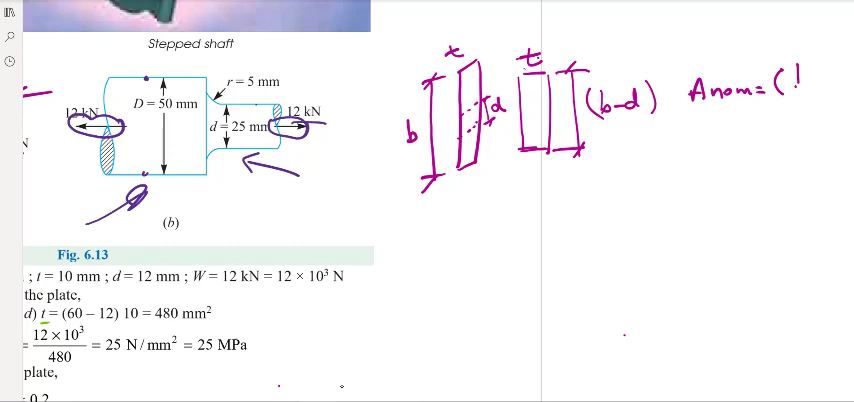 Stepped shaft
r = 5 mm
12 kN
D = 50 mm
12 kN
d = 25 mm
N
(b)
Fig. 6.13
; t = 10 mm ; d = 12 mm ; W = 12 kN = 12 × 10³ N
the plate,
d) t = (60 – 12) 10 = 480 mm²
= 12 × 10³ / 480 = 25 N / mm² = 25 MPa
plate,
= 0.2
t
b
d
t
(b-d)
Anom = (